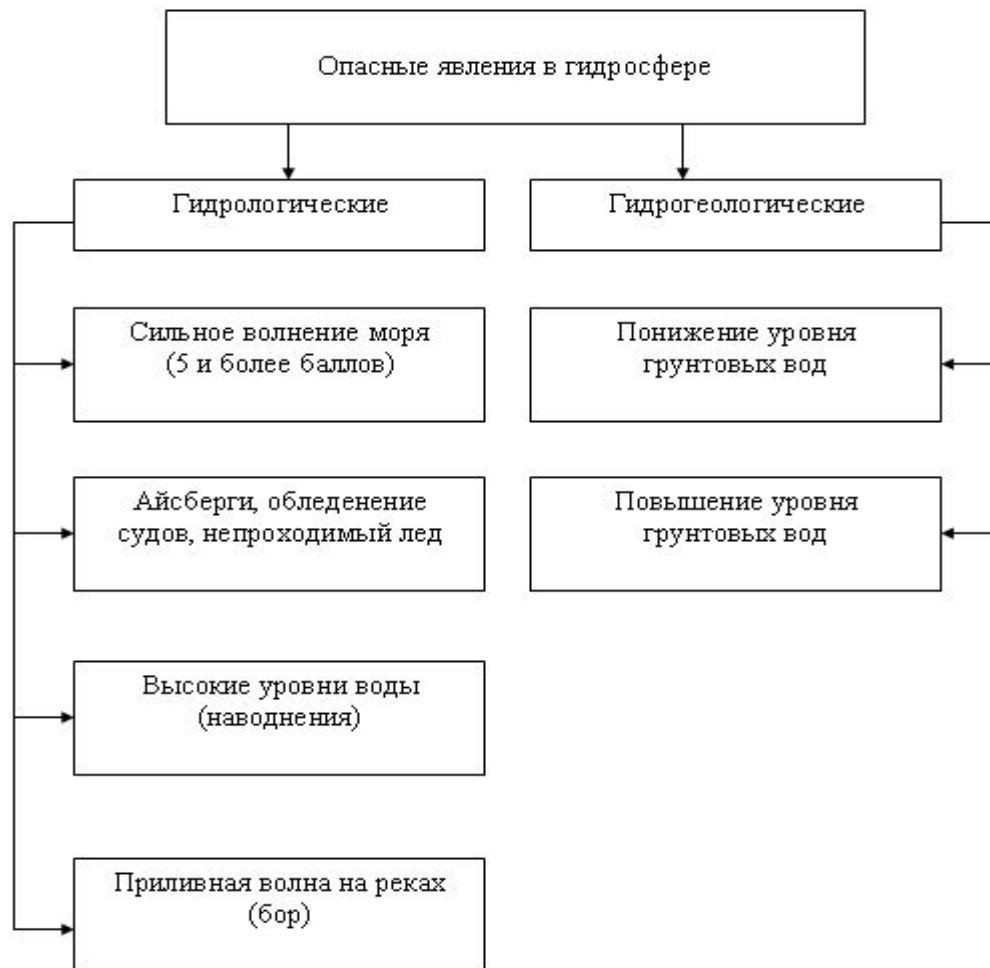 Опасные явления в гидросфере
Гидрологические
Гидрогеологические
Сильное волнение моря
(5 и более баллов)
Понижение уровня
грунтовых вод
Айсберги, обледенение
судов, непроходимый лед
Повышение уровня
грунтовых вод
Высокие уровни воды
(наводнения)
Приливная волна на реках
(бор)